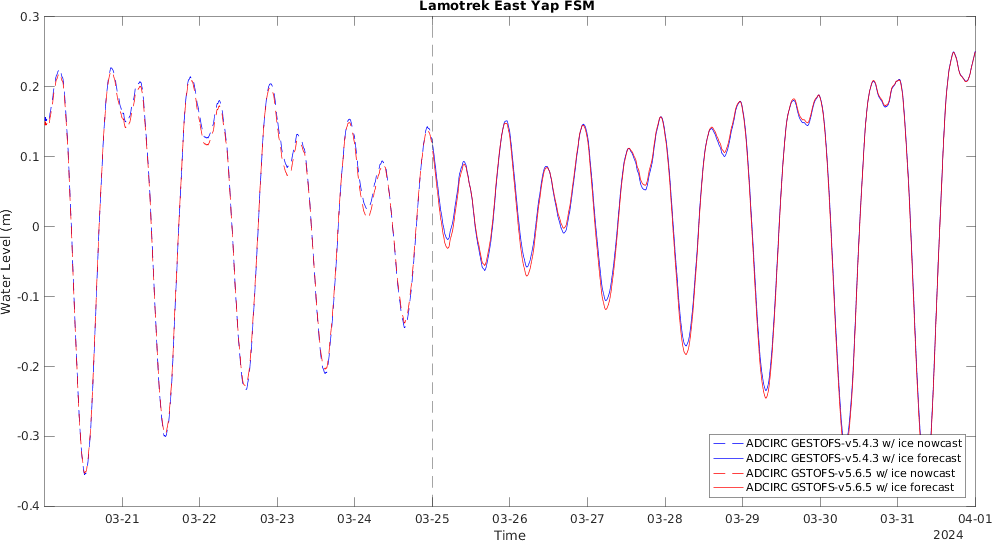 Lamotrek East Yap FSM
0.3
0.2
0.1
0
-0.1
-0.2
-0.3
-0.4
Water Level (m)
ADCIRC GESTOFS-v5.4.3 w/ ice nowcast
ADCIRC GESTOFS-v5.4.3 w/ ice forecast
ADCIRC GSTOFS-v5.6.5 w/ ice nowcast
ADCIRC GSTOFS-v5.6.5 w/ ice forecast
03-21 03-22 03-23 03-24 03-25 03-26 03-27 03-28 03-29 03-30 03-31 04-01
Time
2024